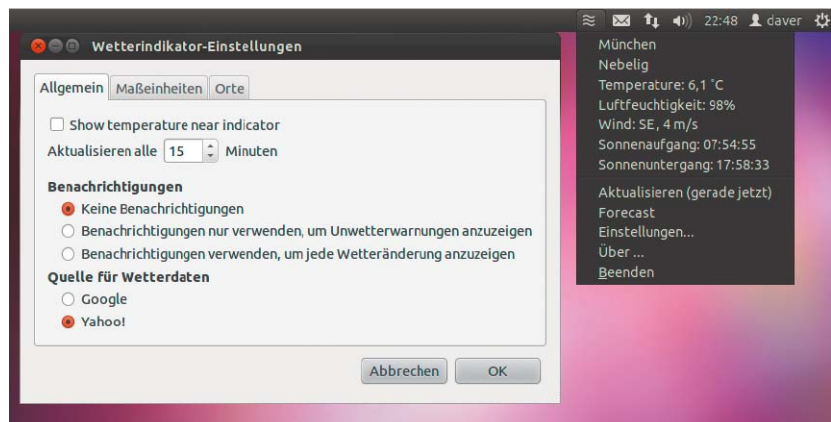 22:48 daver
Wetterindikator-Einstellungen
Allgemein Maßeinheiten Orte
Show temperature near indicator
Aktualisieren alle 15 Minuten
Benachrichtigungen
Keine Benachrichtigungen
Benachrichtigungen nur verwenden, um Unwetterwarnungen anzuzeigen
Benachrichtigungen verwenden, um jede Wetteränderung anzuzeigen
Quelle für Wetterdaten
Google
Yahoo!
Abbrechen OK
München
Nebelig
Temperature: 6,1 °C
Luftfeuchtigkeit: 98%
Wind: SE, 4 m/s
Sonnenaufgang: 07:54:55
Sonnenuntergang: 17:58:33
Aktualisieren (gerade jetzt)
Forecast
Einstellungen...
Über ...
Beenden